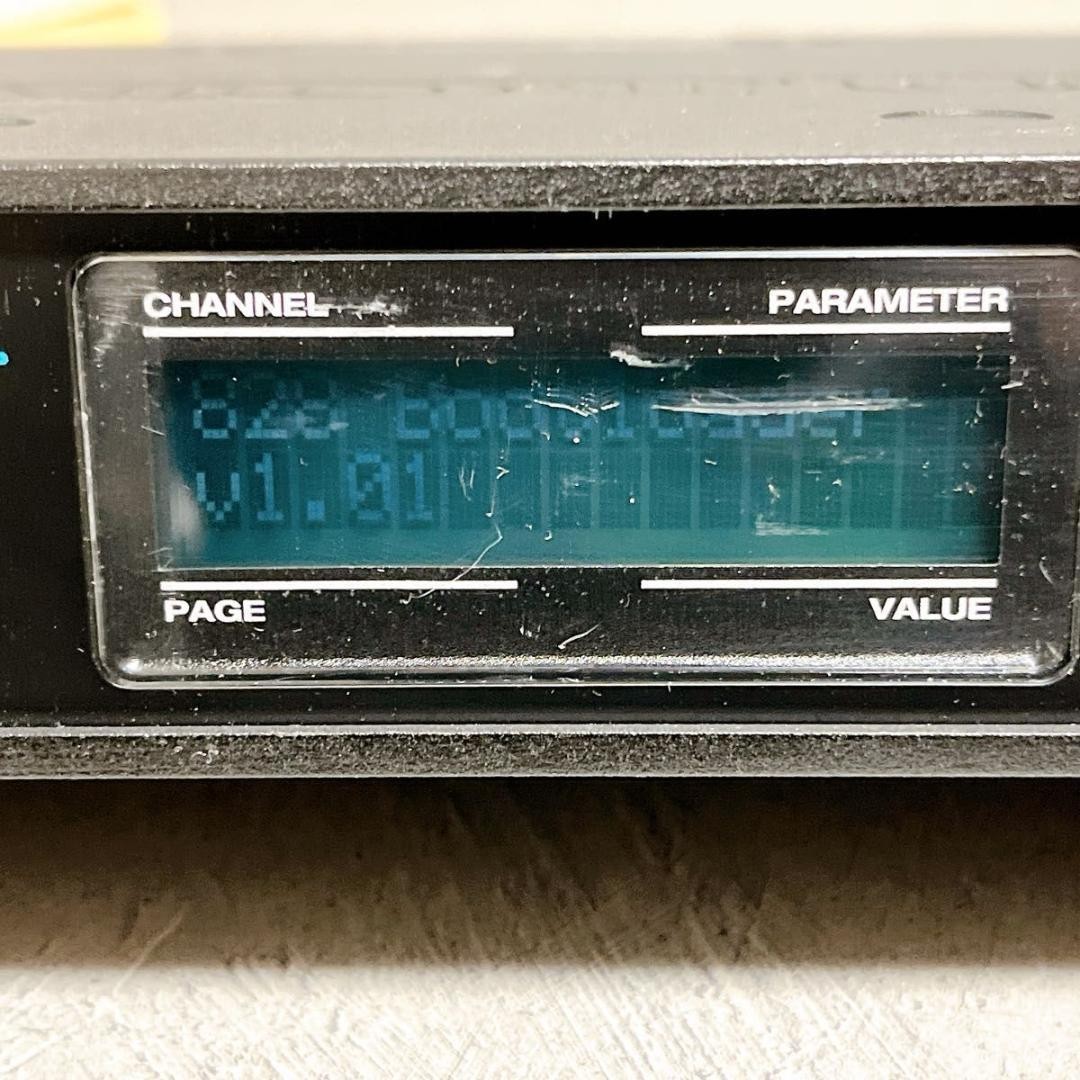 CHANNEL
PARAMETER
828 bootloader
v1.01
PAGE
VALUE